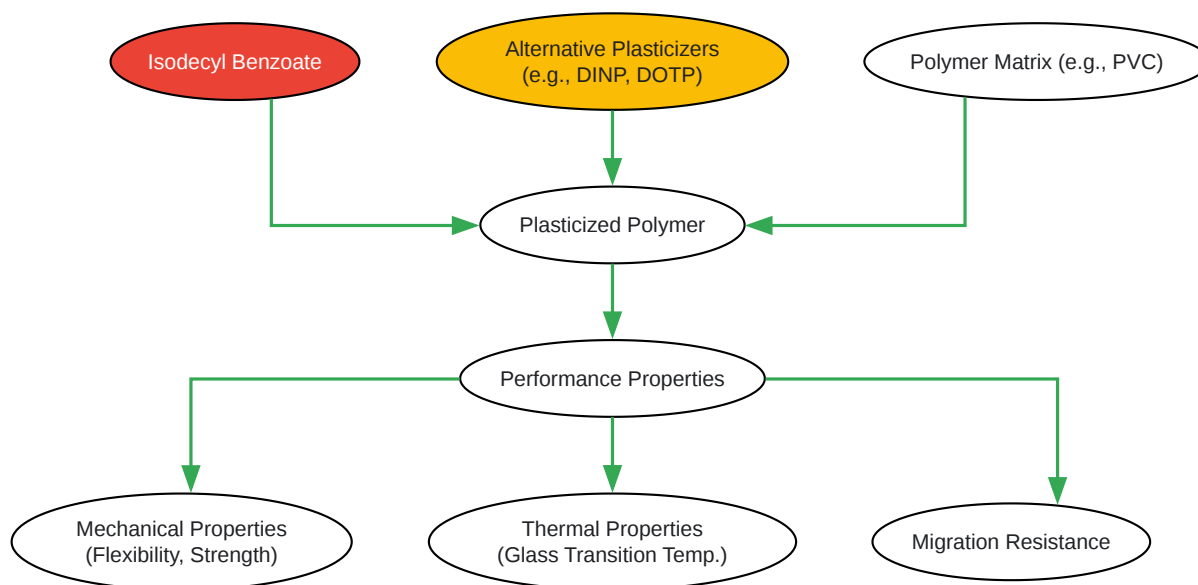 Isodecyl Benzoate
Alternative Plasticizers
(e.g., DINP, DOTP)
Polymer Matrix (e.g., PVC)
Plasticized Polymer
Performance Properties
Mechanical Properties
(Flexibility, Strength)
Thermal Properties
(Glass Transition Temp.)
Migration Resistance